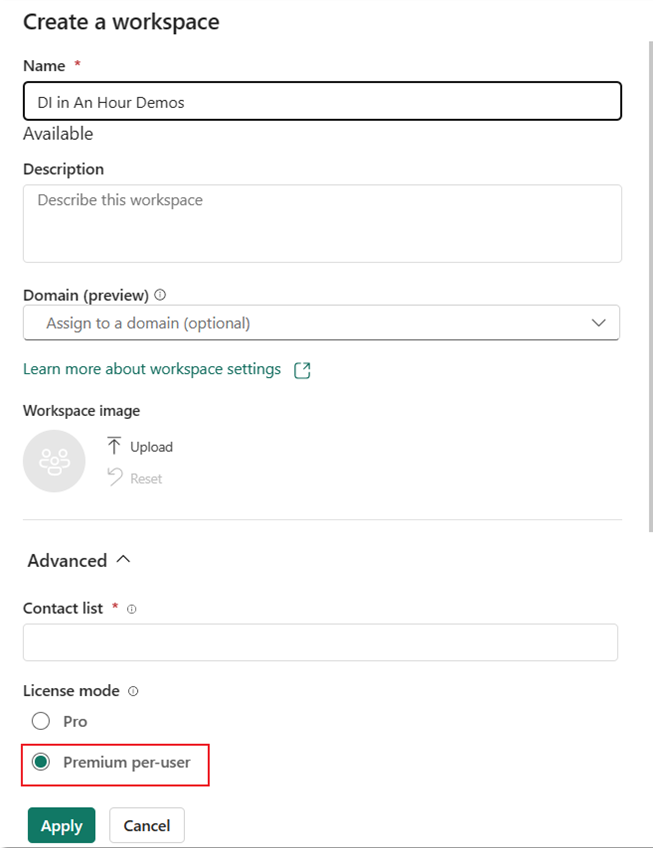 Create a workspace
Name *
DI in An Hour Demos
Available
Description
Describe this workspace
Domain (preview)
Assign to a domain (optional)
Learn more about workspace settings
Workspace image
Upload
Reset
Advanced
Contact list *
License mode
Pro
Premium per-user
Apply Cancel